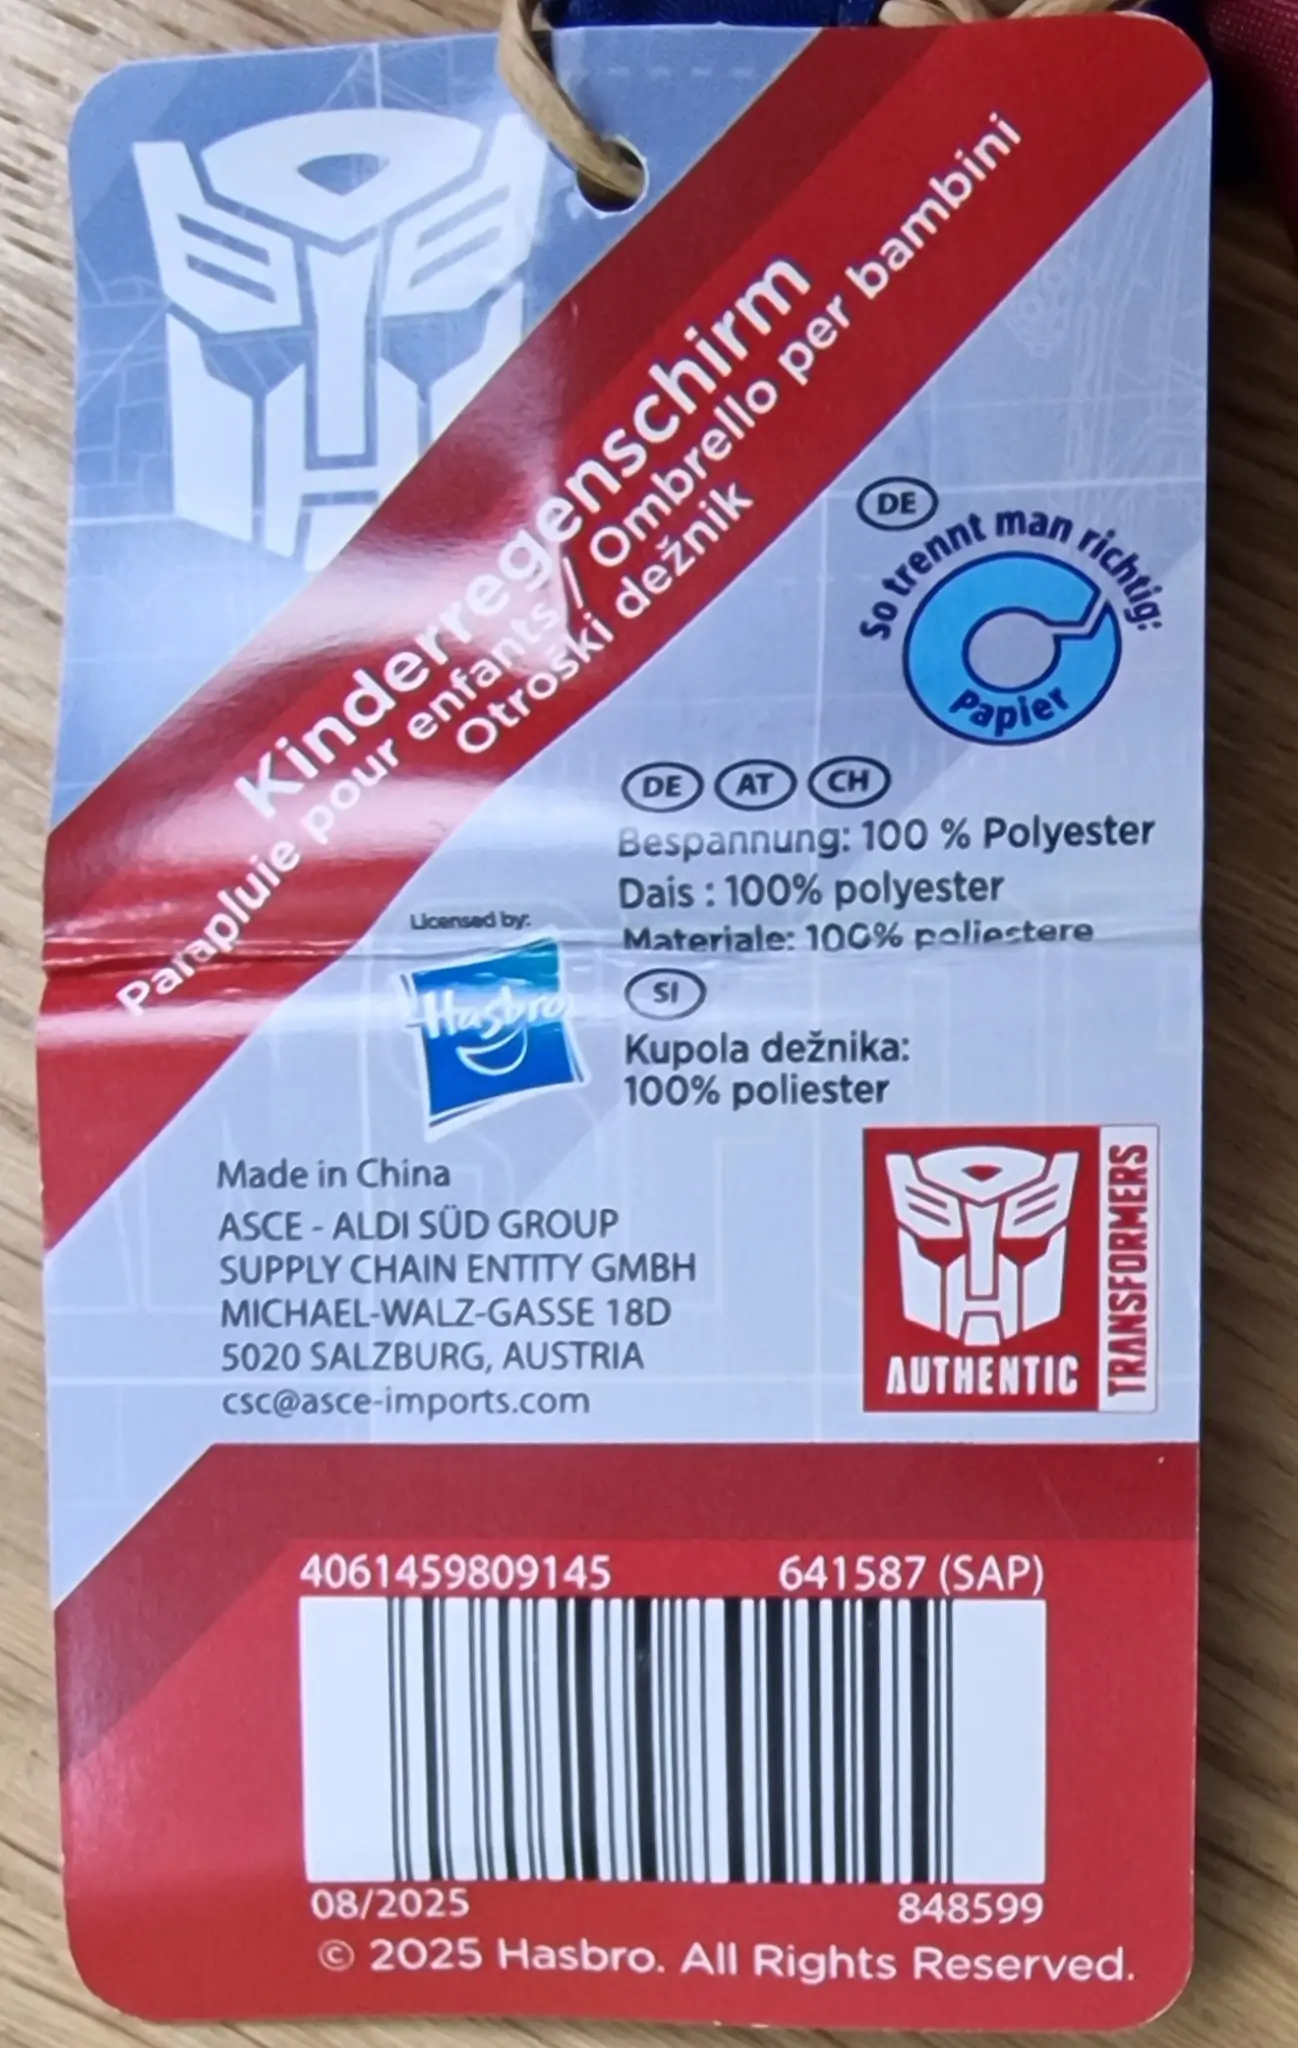 Kinderregenschirm
Parapluie pour enfants / Ombrello per bambini
Otroški dežnik
DE
So trennt man richtig:
Papier
DE AT CH
Bespannung: 100 % Polyester
Dais : 100% polyester
Materiale: 100% poliestere
SI
Kupola dežnika:
100% poliester
Licensed by:
Hasbro
Made in China
ASCE - ALDI SÜD GROUP
SUPPLY CHAIN ENTITY GMBH
MICHAEL-WALZ-GASSE 18D
5020 SALZBURG, AUSTRIA
csc@asce-imports.com
AUTHENTIC
TRANSFORMERS
4061459809145 641587 (SAP)
08/2025 848599
© 2025 Hasbro. All Rights Reserved.